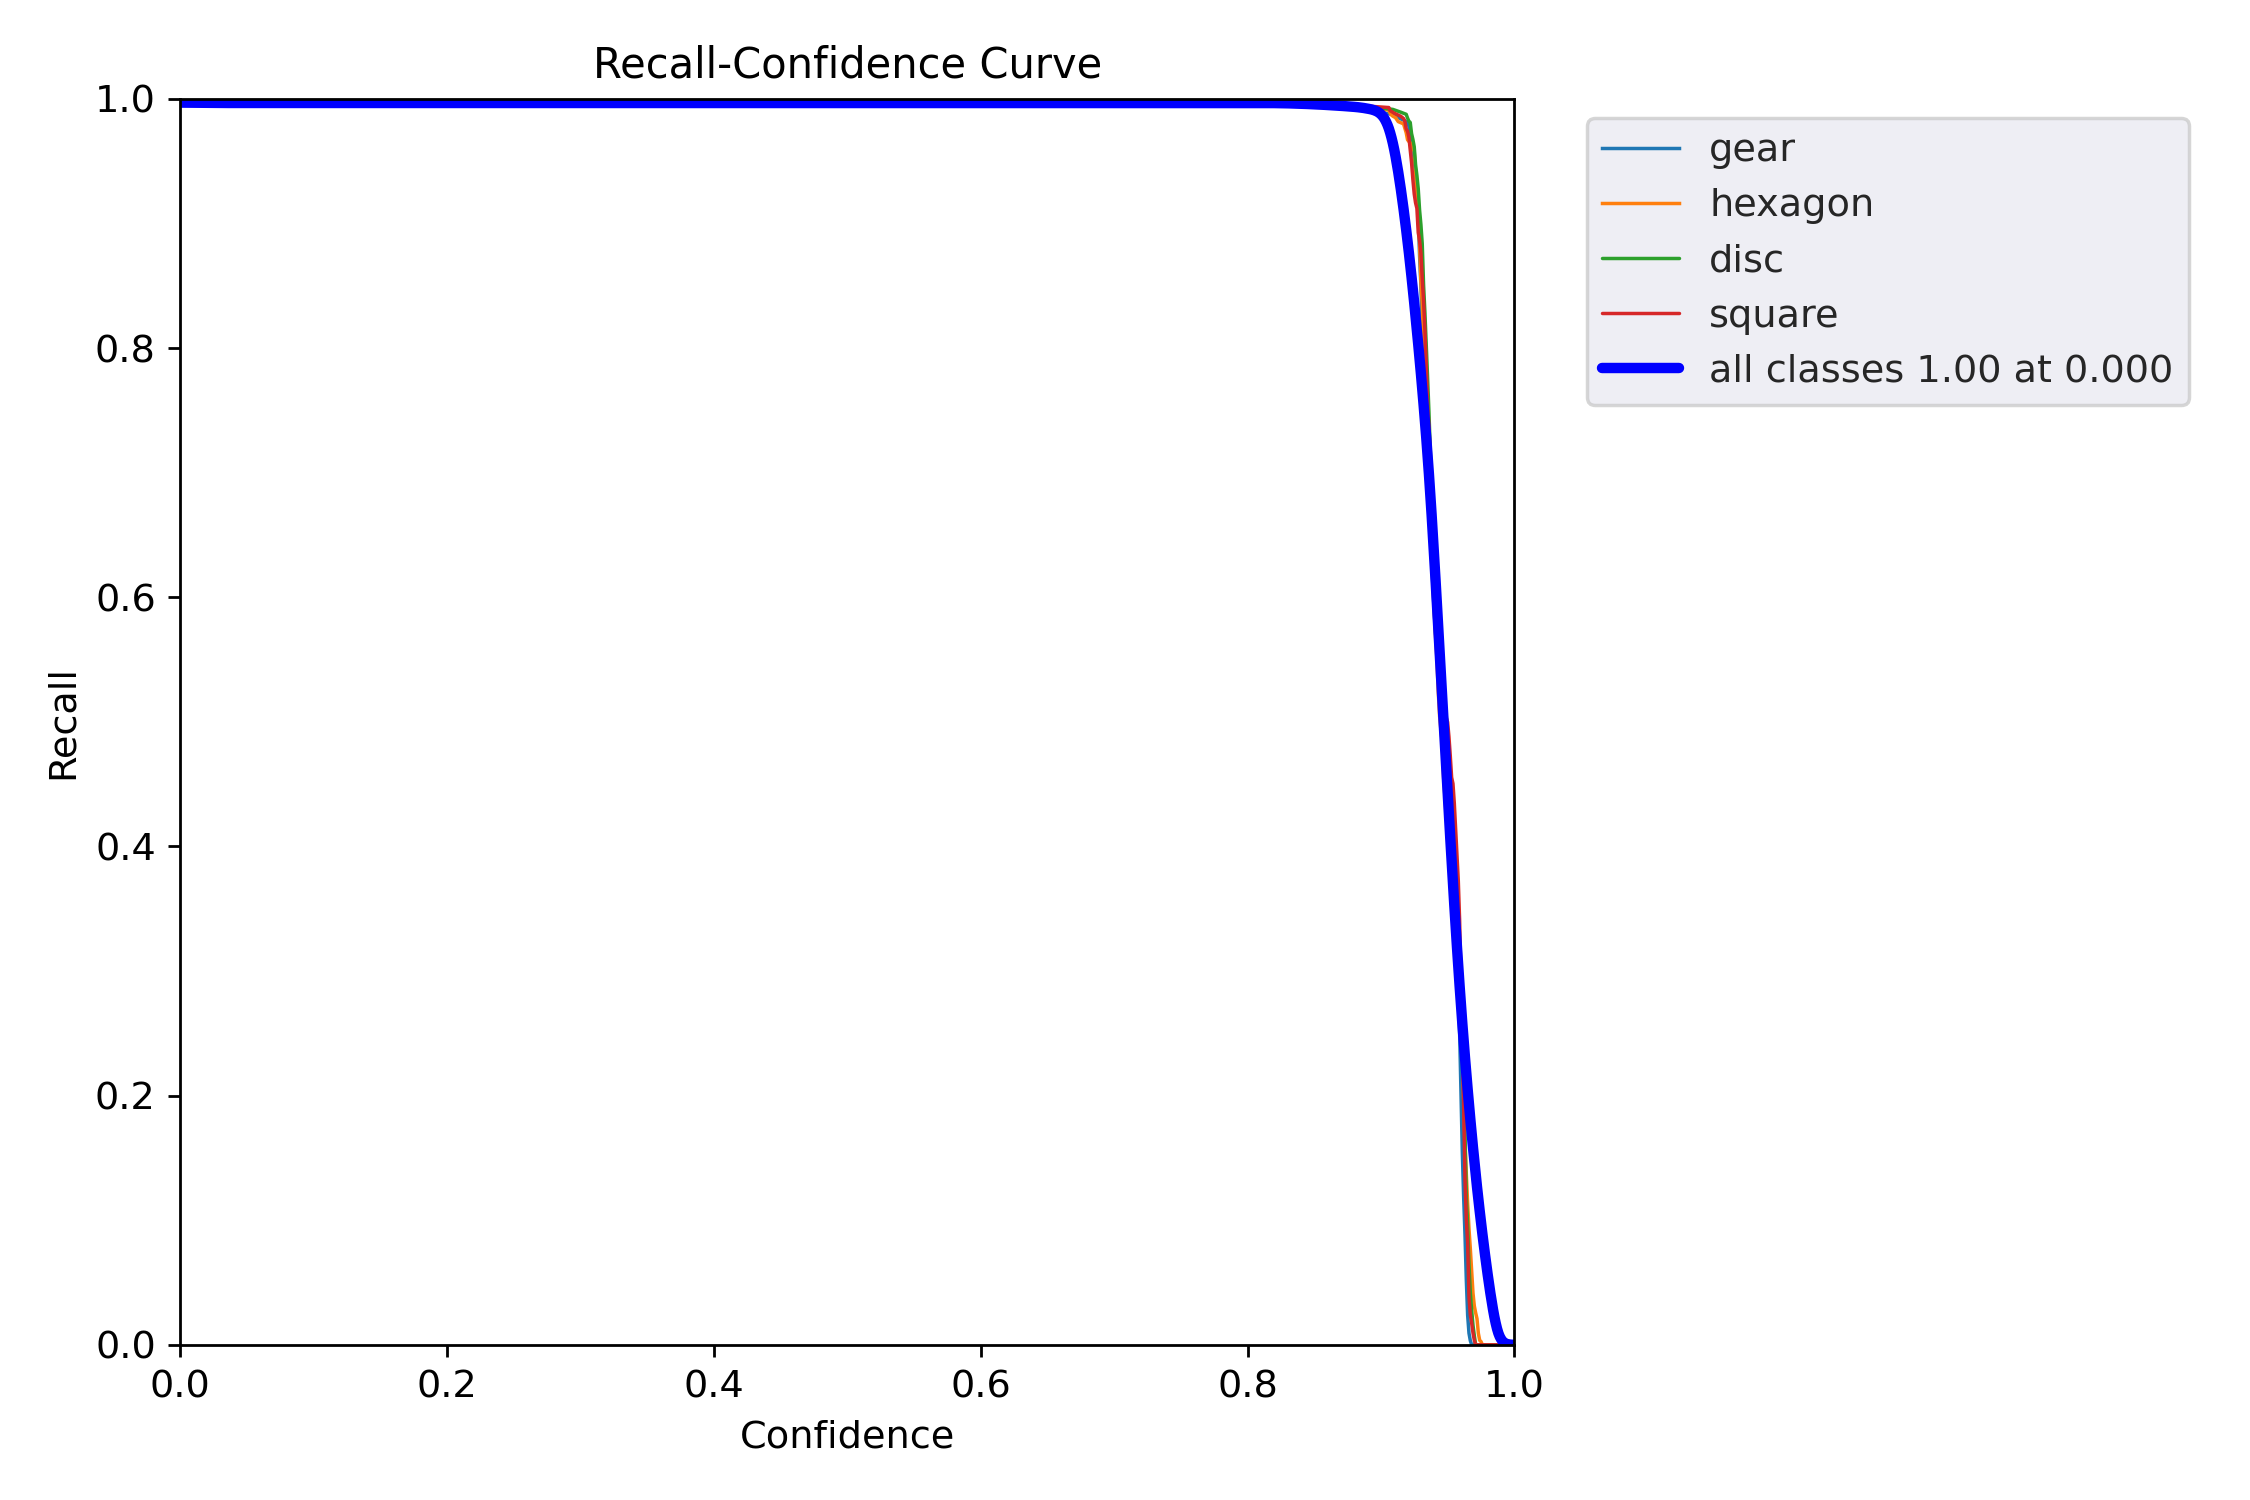 Recall-Confidence Curve
1.0
0.8
0.6
0.4
0.2
0.0
Recall
0.0 0.2 0.4 0.6 0.8 1.0
Confidence
gear
hexagon
disc
square
all classes 1.00 at 0.000